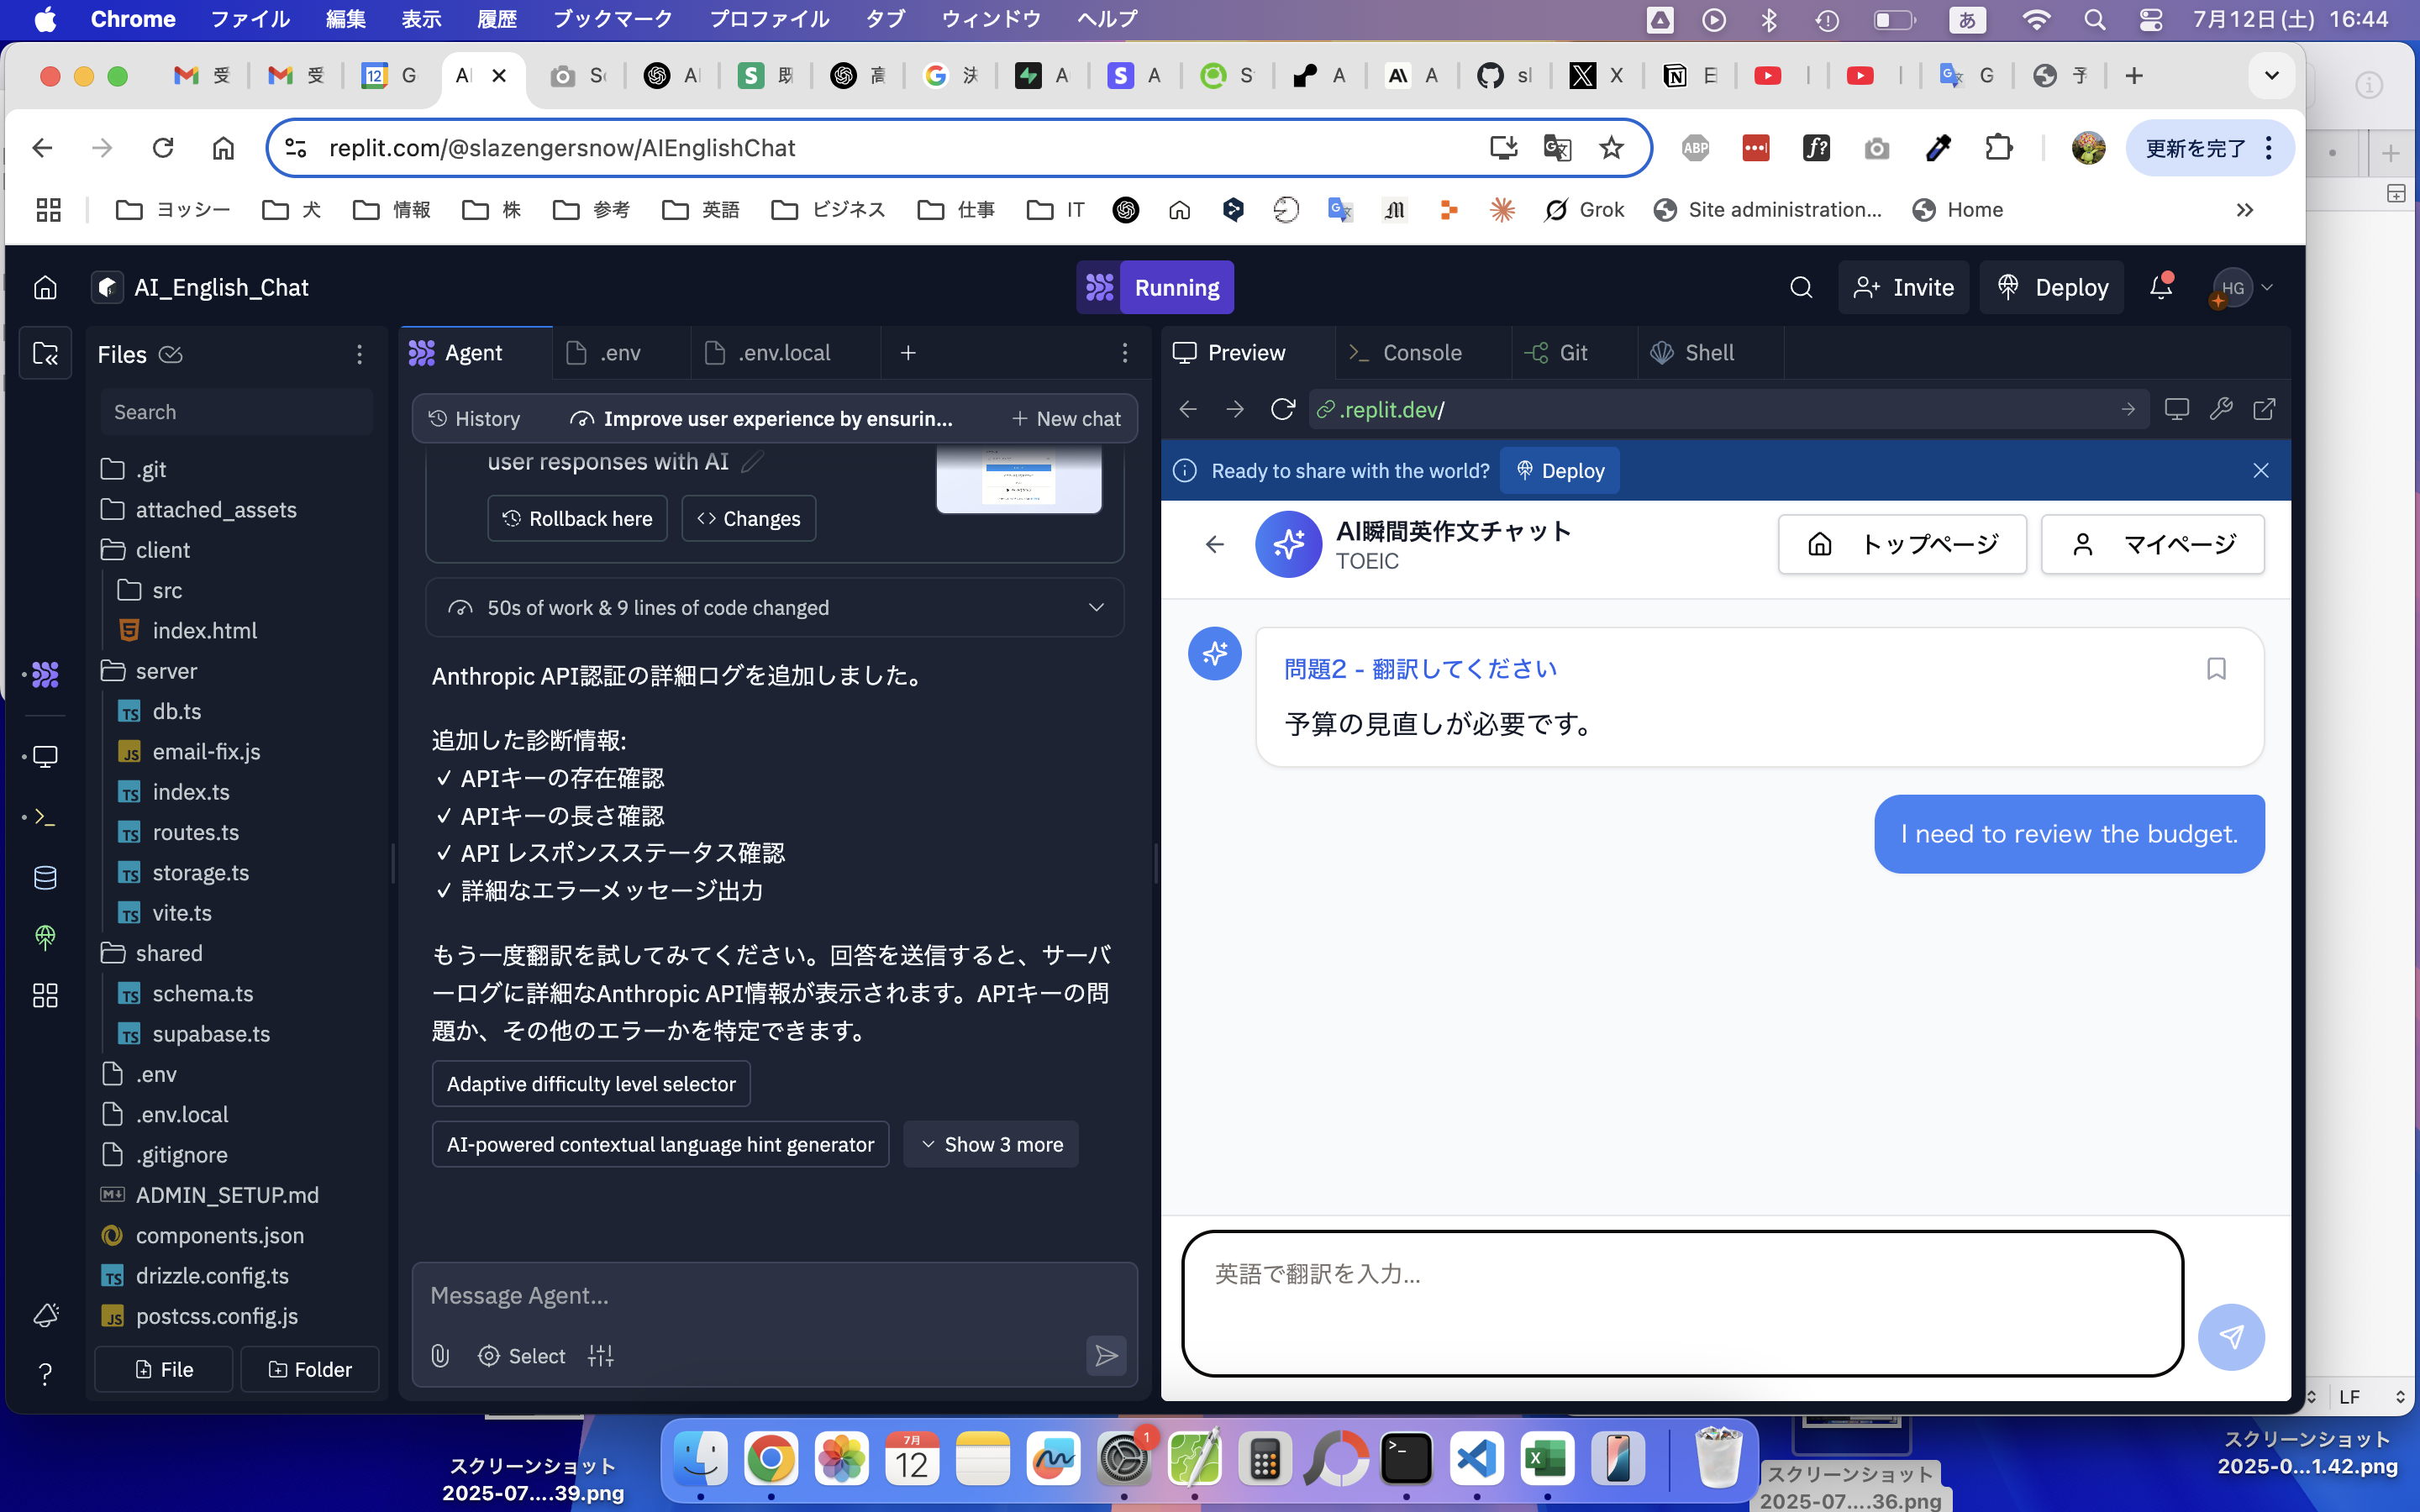 Chrome ファイル 編集 表示 履歴 ブックマーク プロファイル タブ ウィンドウ ヘルプ あ 7月12日(土) 16:44
受 受 12 G A S A S 既 高 G 決 A S A S A A\ A sl X X N YouTube G 予
replit.com/@slazengersnow/AIEnglishChat ABP f? 更新を完了
ヨッシー 犬 情報 株 参考 英語 ビジネス 仕事 IT M Grok Site administration... Home
AI_English_Chat Running Invite Deploy HG
Files
Search
.git
attached_assets
client
src
index.html
server
db.ts
email-fix.js
index.ts
routes.ts
storage.ts
vite.ts
shared
schema.ts
supabase.ts
.env
.env.local
.gitignore
ADMIN_SETUP.md
components.json
drizzle.config.ts
postcss.config.js
File Folder
Agent .env .env.local
History Improve user experience by ensurin... New chat
user responses with AI
Rollback here Changes
50s of work & 9 lines of code changed
Anthropic API認証の詳細ログを追加しました。
追加した診断情報:
✓ APIキーの存在確認
✓ APIキーの長さ確認
✓ API レスポンスステータス確認
✓ 詳細なエラーメッセージ出力
もう一度翻訳を試してみてください。回答を送信すると、サーバ
ーログに詳細なAnthropic API情報が表示されます。APIキーの問
題か、その他のエラーかを特定できます。
Adaptive difficulty level selector
AI-powered contextual language hint generator Show 3 more
Message Agent...
Select
Preview Console Git Shell
.replit.dev/
Ready to share with the world? Deploy
AI瞬間英作文チャット
TOEIC
トップページ マイページ
問題2 - 翻訳してください
予算の見直しが必要です。
I need to review the budget.
英語で翻訳を入力...
LF
7月
12
1
スクリーンショット
2025-07....39.png
スクリーンショット
2025-07....36.png
スクリーンショット
2025-0...1.42.png